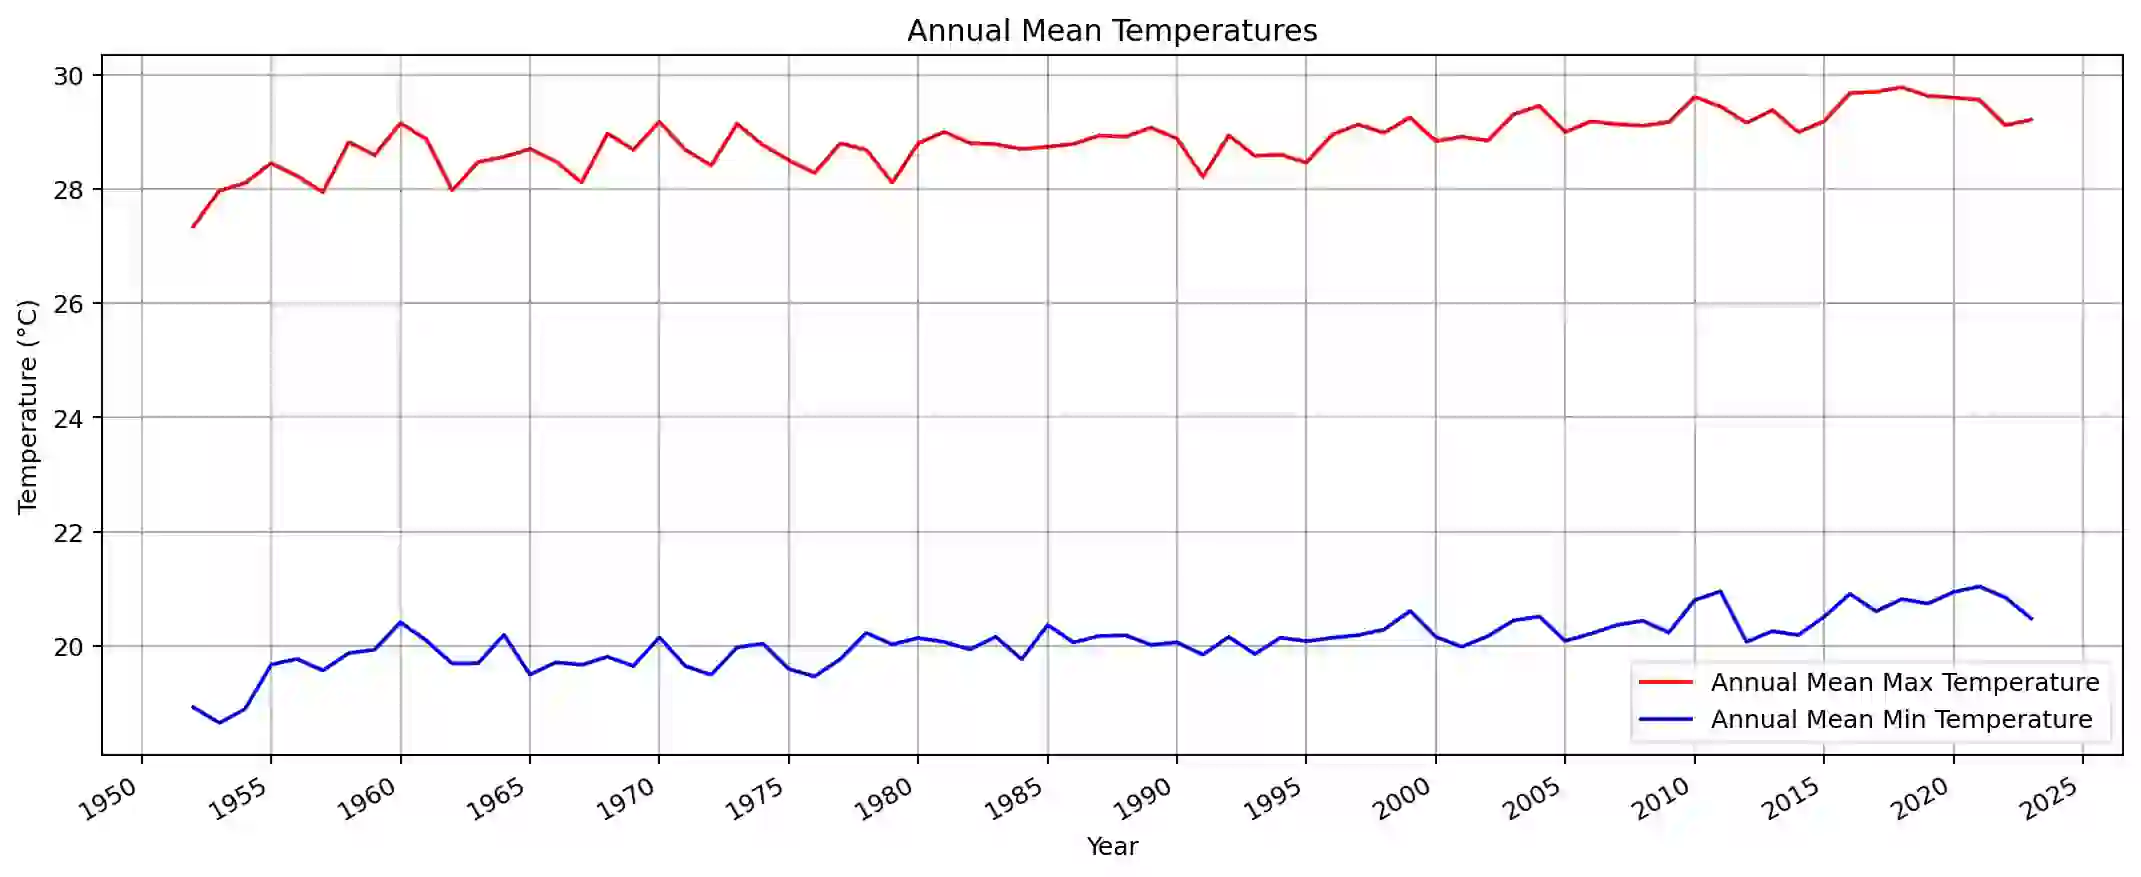 Annual Mean Temperatures
30
28
26
24
22
20
Temperature (°C)
Annual Mean Max Temperature
Annual Mean Min Temperature
1950 1955 1960 1965 1970 1975 1980 1985 1990 1995 2000 2005 2010 2015 2020 2025
Year